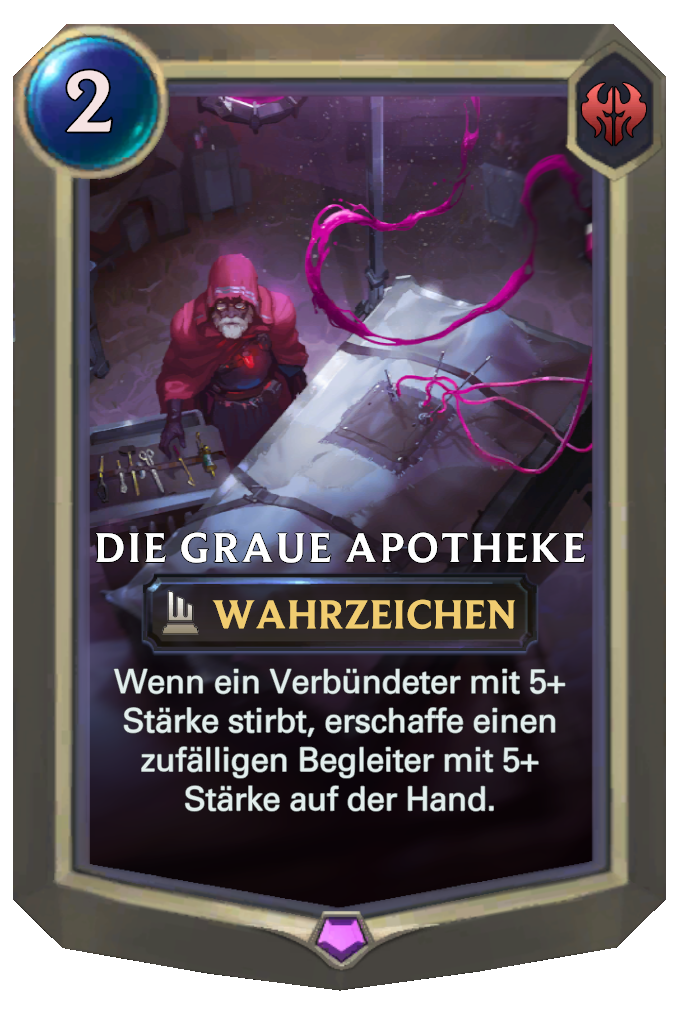 2
DIE GRAUE APOTHEKE
WAHRZEICHEN
Wenn ein Verbündeter mit 5+
Stärke stirbt, erschaffe einen
zufälligen Begleiter mit 5+
Stärke auf der Hand.